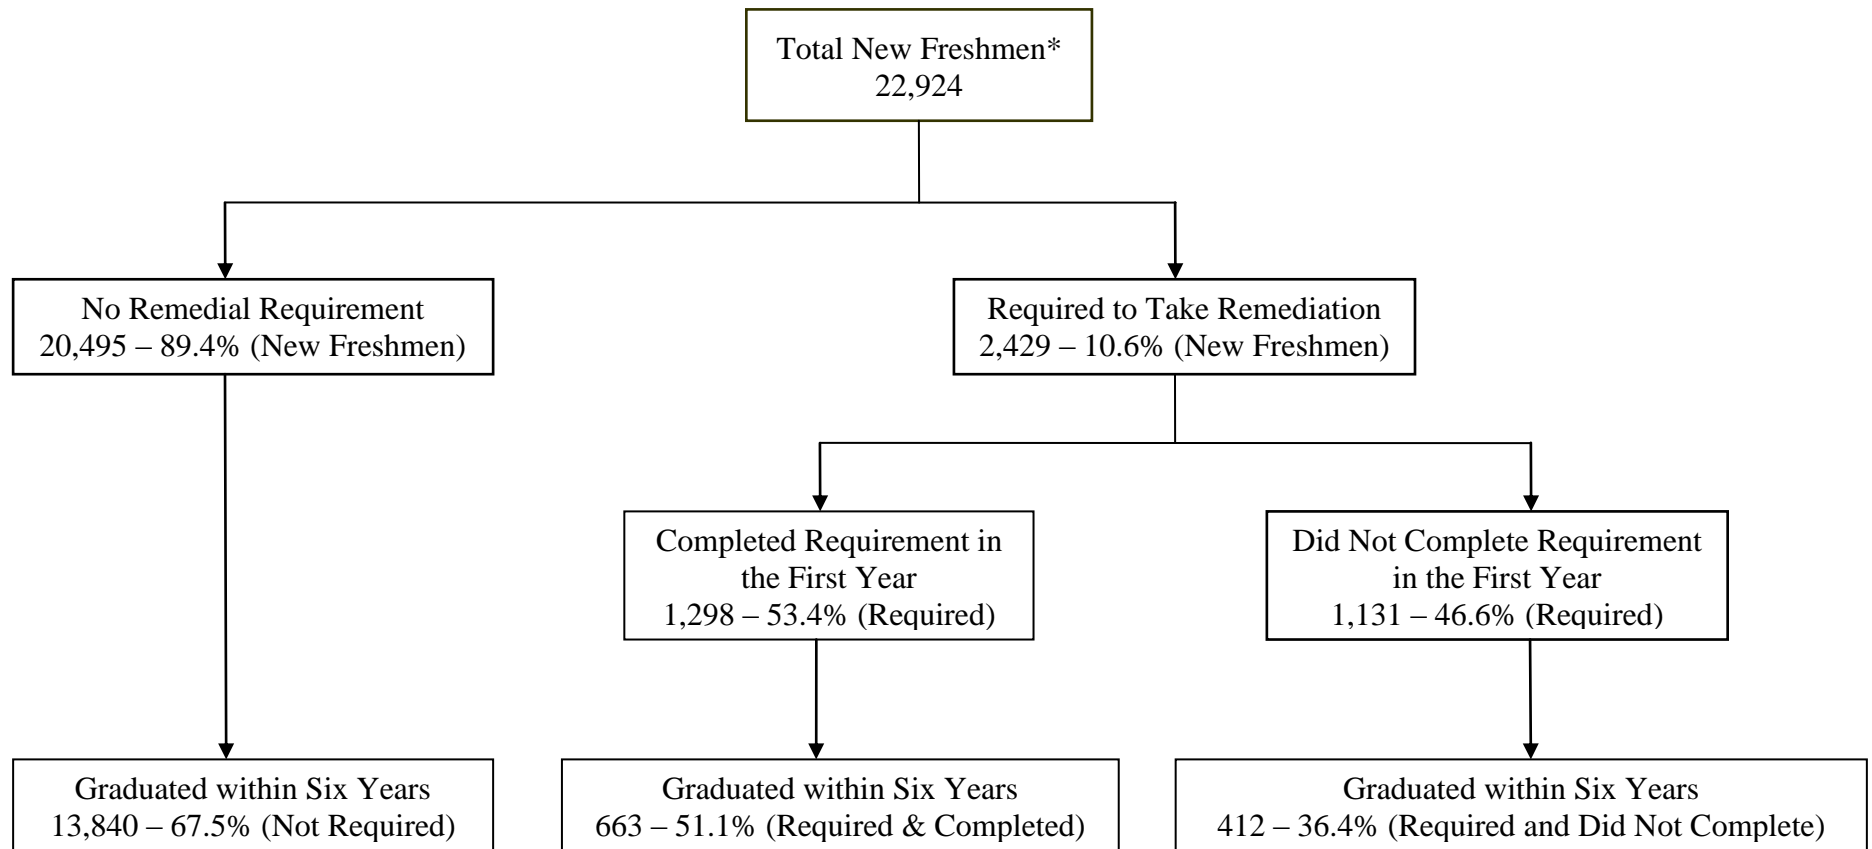 Total New Freshmen*
22,924
No Remedial Requirement
20,495 – 89.4% (New Freshmen)
Required to Take Remediation
2,429 – 10.6% (New Freshmen)
Completed Requirement in
the First Year
1,298 – 53.4% (Required)
Did Not Complete Requirement
in the First Year
1,131 – 46.6% (Required)
Graduated within Six Years
13,840 – 67.5% (Not Required)
Graduated within Six Years
663 – 51.1% (Required & Completed)
Graduated within Six Years
412 – 36.4% (Required and Did Not Complete)